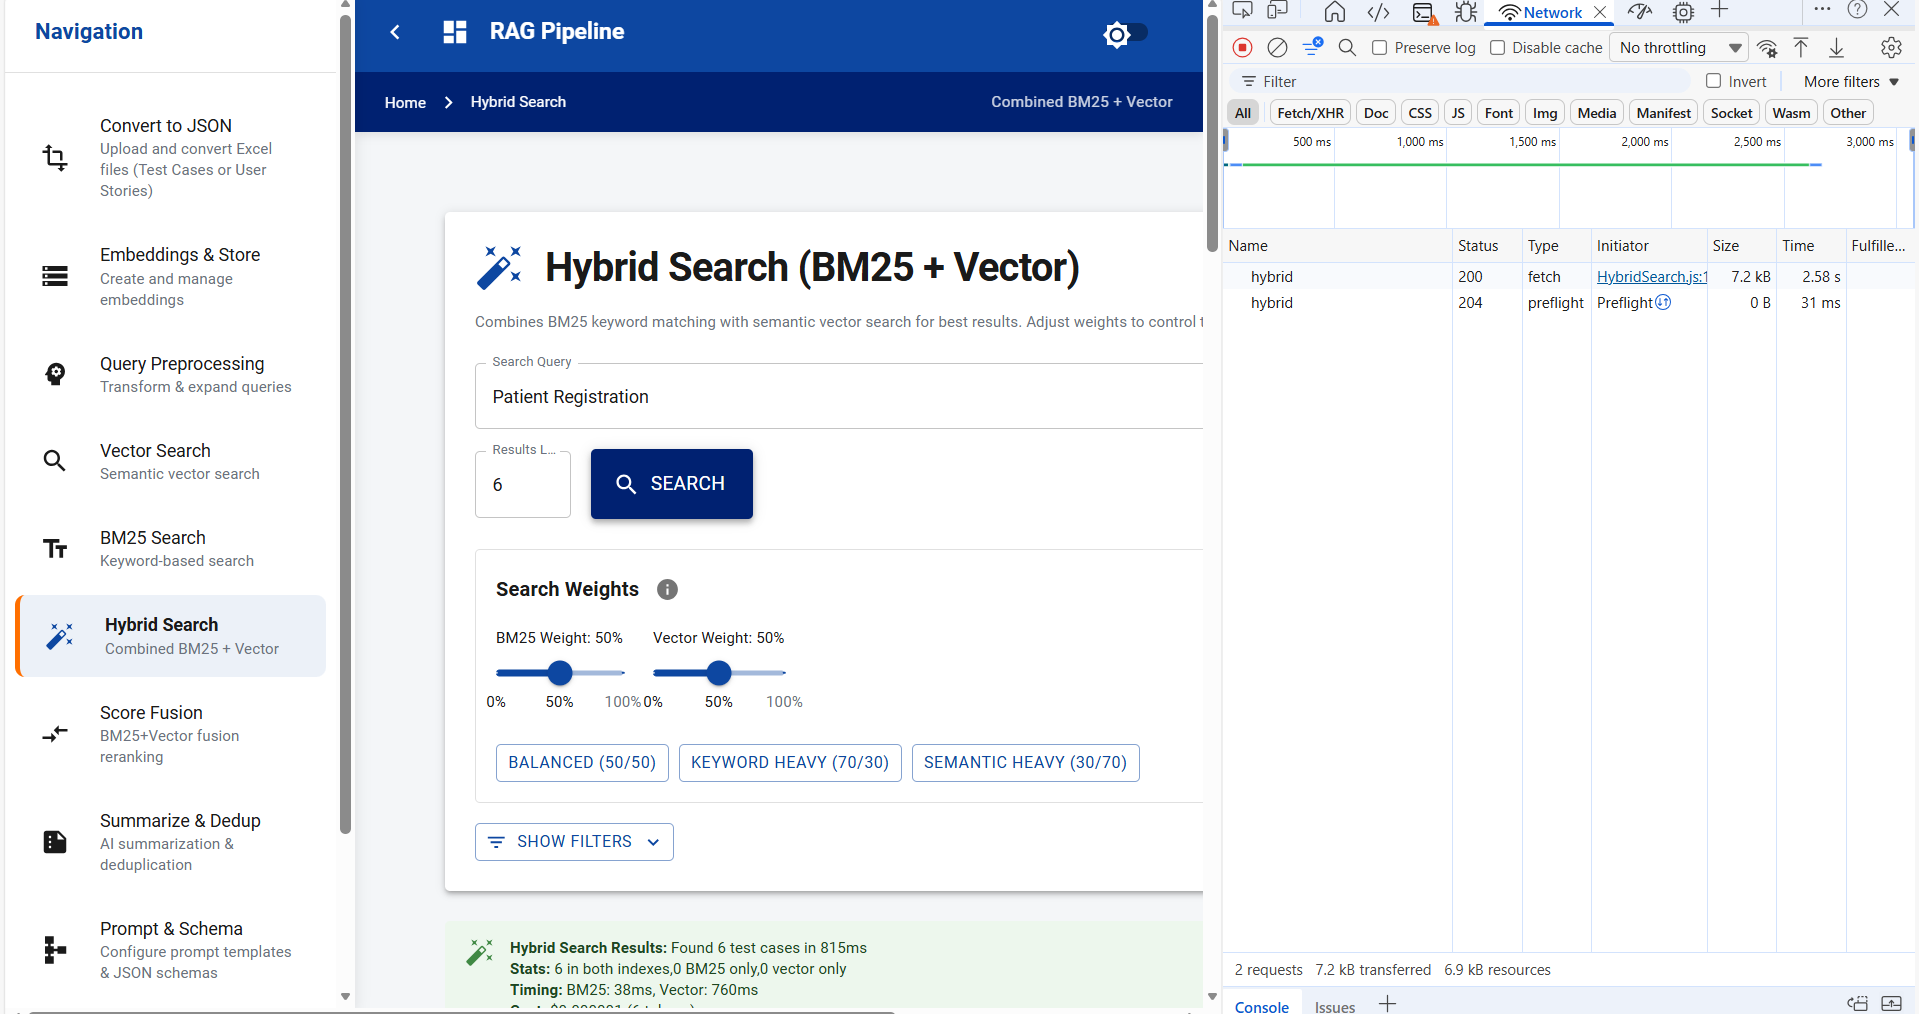 Navigation
Convert to JSON
Upload and convert Excel
files (Test Cases or User
Stories)
Embeddings & Store
Create and manage
embeddings
Query Preprocessing
Transform & expand queries
Vector Search
Semantic vector search
BM25 Search
Keyword-based search
Hybrid Search
Combined BM25 + Vector
Score Fusion
BM25+Vector fusion
reranking
Summarize & Dedup
AI summarization &
deduplication
Prompt & Schema
Configure prompt templates
& JSON schemas
RAG Pipeline
Home
Hybrid Search
Combined BM25 + Vector
Hybrid Search (BM25 + Vector)
Combines BM25 keyword matching with semantic vector search for best results. Adjust weights to control
Search Query
Patient Registration
Results L...
6
SEARCH
Search Weights
BM25 Weight: 50% Vector Weight: 50%
0% 50% 100% 0% 50% 100%
BALANCED (50/50) KEYWORD HEAVY (70/30) SEMANTIC HEAVY (30/70)
SHOW FILTERS
Hybrid Search Results: Found 6 test cases in 815ms
Stats: 6 in both indexes,0 BM25 only,0 vector only
Timing: BM25: 38ms, Vector: 760ms
Network
Preserve log Disable cache No throttling
Filter Invert More filters
All Fetch/XHR Doc CSS JS Font Img Media Manifest Socket Wasm Other
500 ms 1,000 ms 1,500 ms 2,000 ms 2,500 ms 3,000 ms
Name Status Type Initiator Size Time Fulfille...
hybrid 200 fetch HybridSearch.js:1 7.2 kB 2.58 s
hybrid 204 preflight Preflight 0 B 31 ms
2 requests 7.2 kB transferred 6.9 kB resources
Console Issues